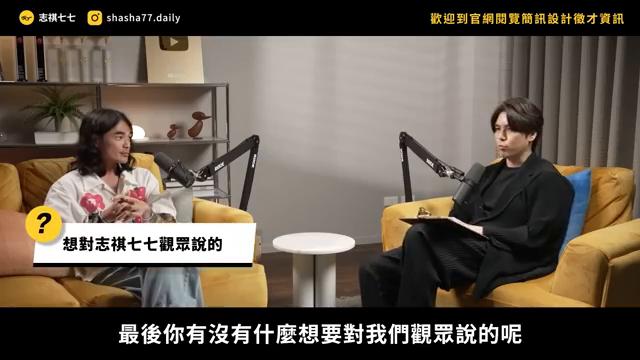 志祺七七
shasha77.daily
歡迎到官網閱覽簡訊設計徵才資訊
?
想對志祺七七觀眾說的
最後你有沒有什麼想要對我們觀眾說的呢